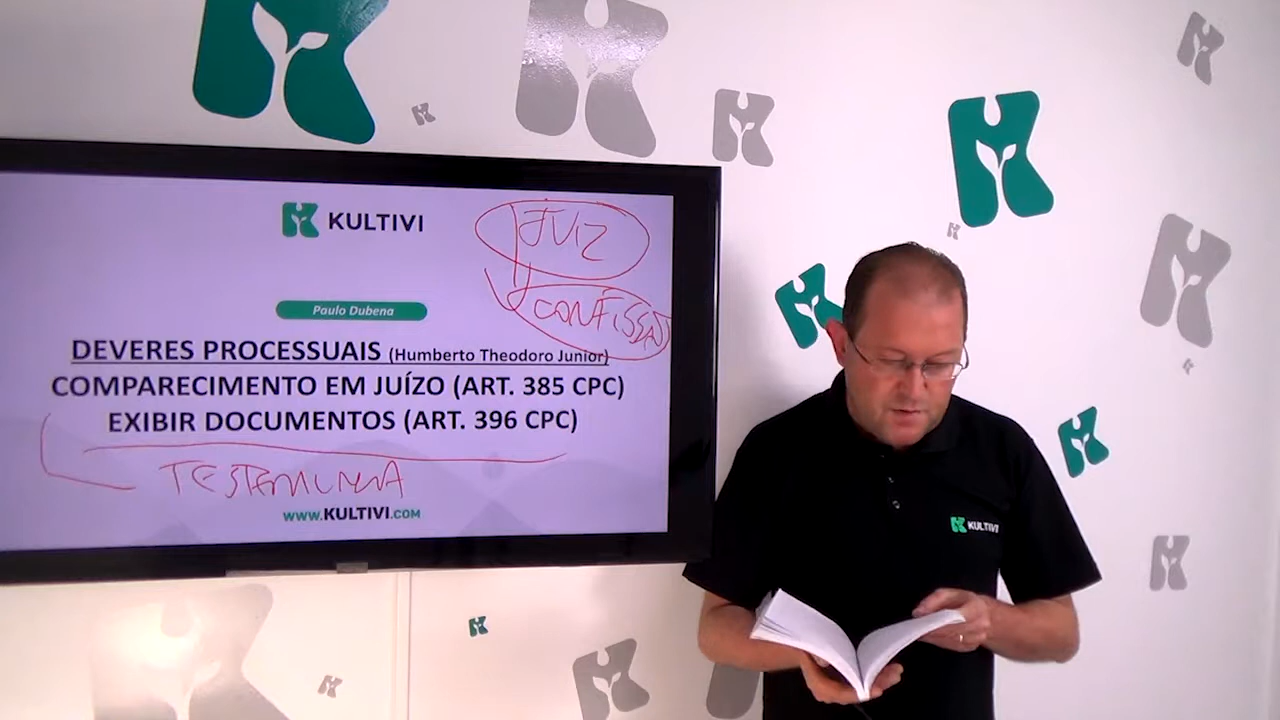 KULTIVI
JUIZ
CONFISSÃO
Paulo Dubena
DEVERES PROCESSUAIS (Humberto Theodoro Junior)
COMPARECIMENTO EM JUÍZO (ART. 385 CPC)
EXIBIR DOCUMENTOS (ART. 396 CPC)
TESTEMUNHA
WWW.KULTIVI.COM
KULTIVI